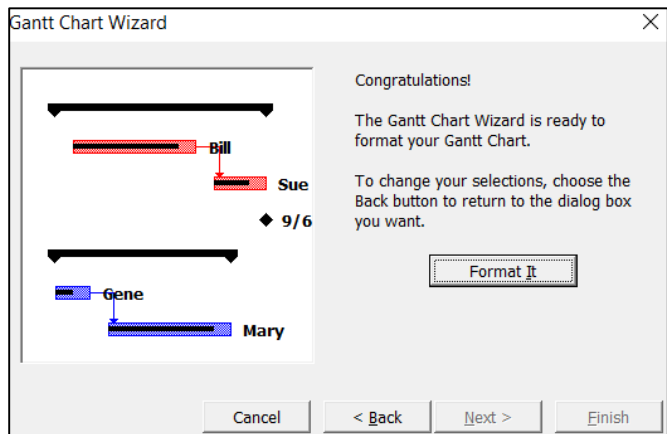 Gantt Chart Wizard
Bill
Sue
9/6
Gene
Mary
Congratulations!
The Gantt Chart Wizard is ready to
format your Gantt Chart.
To change your selections, choose the
Back button to return to the dialog box
you want.
Format It
Cancel
< Back
Next >
Finish